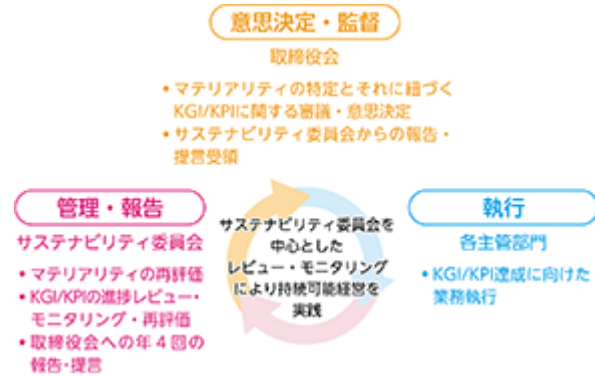 意思決定・監督
取締役会
• マテリアリティの特定とそれに紐づく
KGI/KPIに関する審議・意思決定
• サステナビリティ委員会からの報告・
提言受領
管理・報告
サステナビリティ委員会
• マテリアリティの再評価
• KGI/KPIの進捗レビュー・
モニタリング・再評価
• 取締役会への年4回の
報告・提言
サステナビリティ委員会を
中心とした
レビュー・モニタリング
により持続可能経営を
実践
執行
各主管部門
• KGI/KPI達成に向けた
業務執行